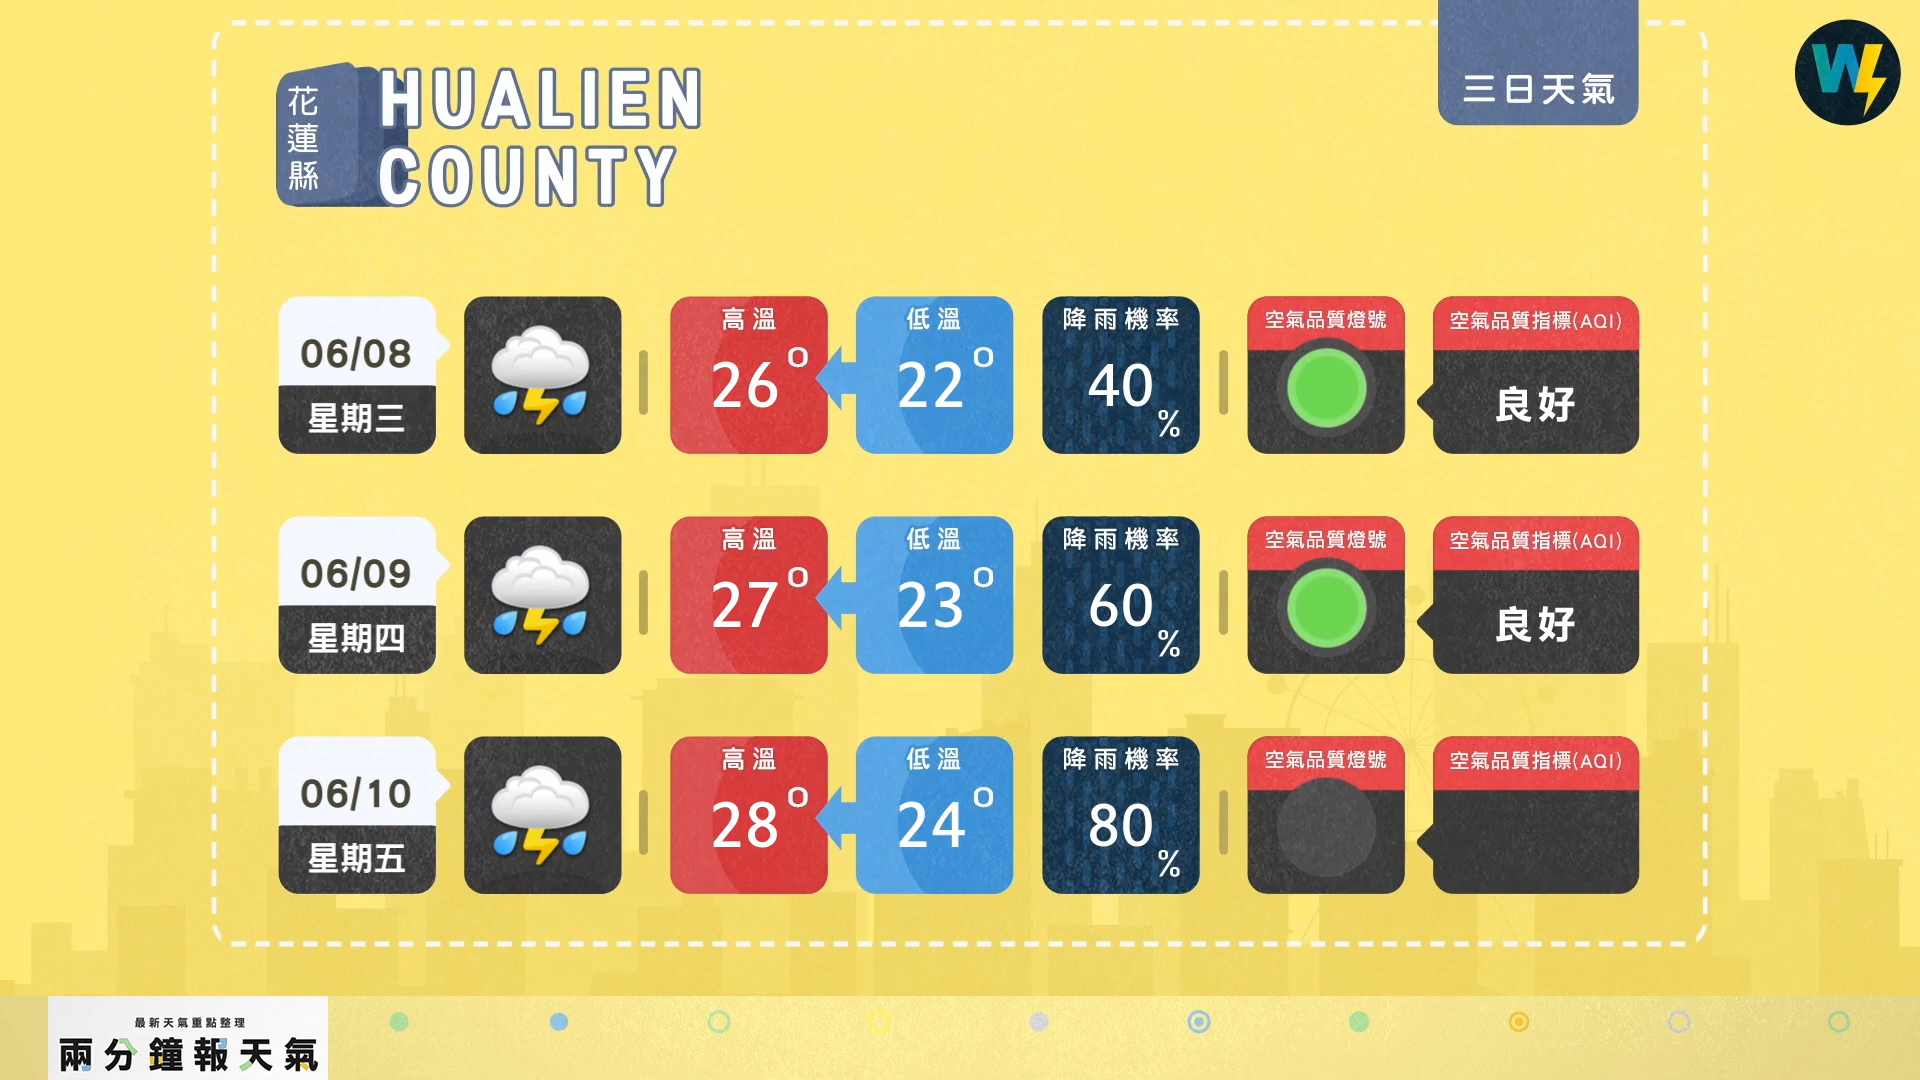 花蓮縣
HUALIEN
COUNTY
三日天氣
W
06/08
星期三
高溫
26°
低溫
22°
降雨機率
40%
空氣品質燈號
空氣品質指標(AQI)
良好
06/09
星期四
高溫
27°
低溫
23°
降雨機率
60%
空氣品質燈號
空氣品質指標(AQI)
良好
06/10
星期五
高溫
28°
低溫
24°
降雨機率
80%
空氣品質燈號
空氣品質指標(AQI)
最新天氣重點整理
兩分鐘報天氣